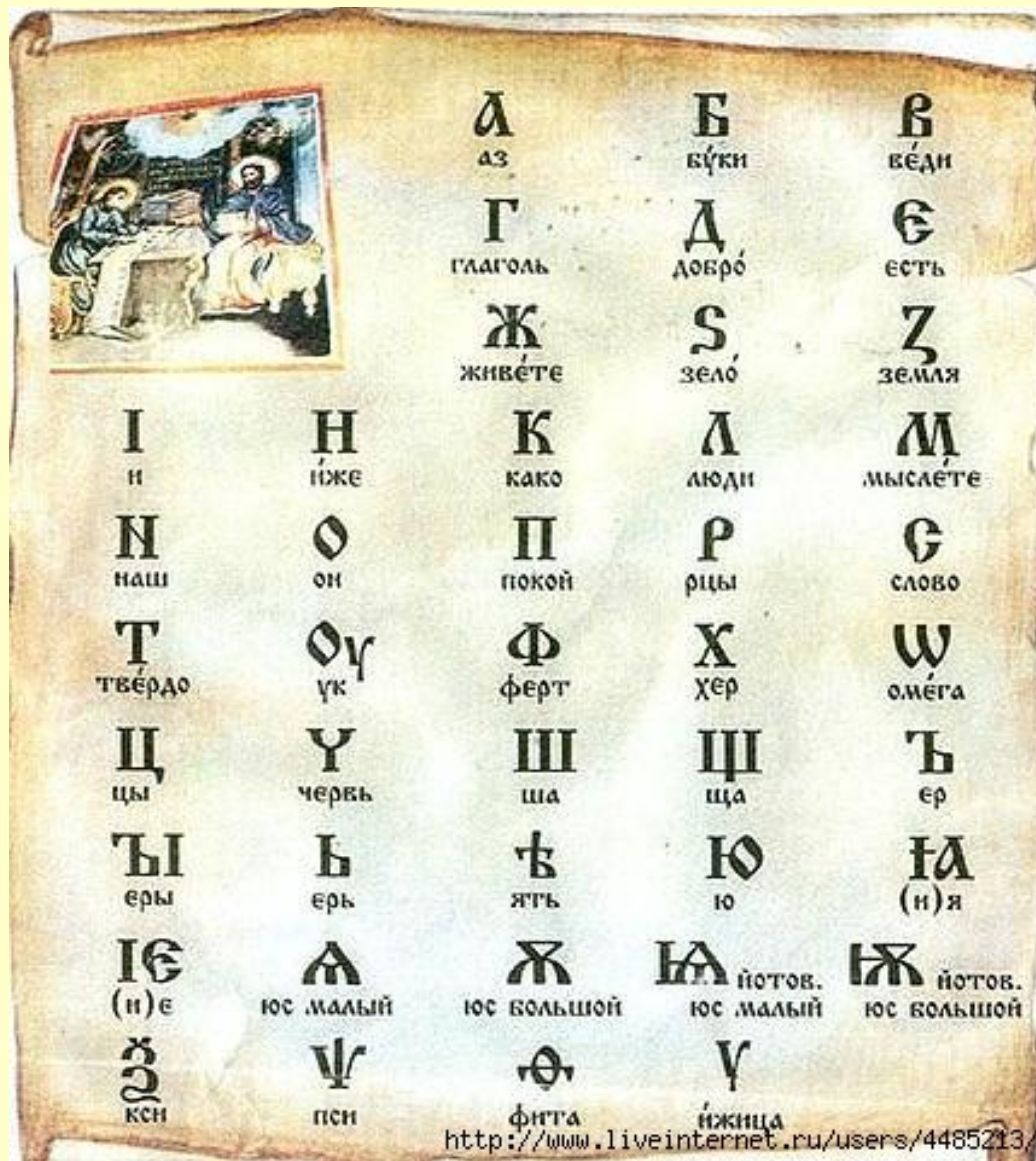 А Б В
аз бу́ки ве́ди
Г Д Є
глаголь добро́ єсть
Ж Ѕ З
живе́те зело́ земля
І Н К Л М
и и́же како люди мысле́те
N О П Р С
наш он покой рцы слово
Т Оу Ф Х Ѡ
тве́рдо ук ферт хер оме́га
Ц Ч Ш Щ Ъ
цы червь ша ща ер
ЪІ Ь Ѣ Ю Ꙗ
еры ерь ять ю (и)я
Ѥ Ѧ Ѫ Ѩ йотов. Ѭ йотов.
(и)е юс малый юс большой юс малый юс большой
Ѯ Ѱ Ѳ Ѵ
кси пси фита и́жица
http://www.liveinternet.ru/users/4485213/